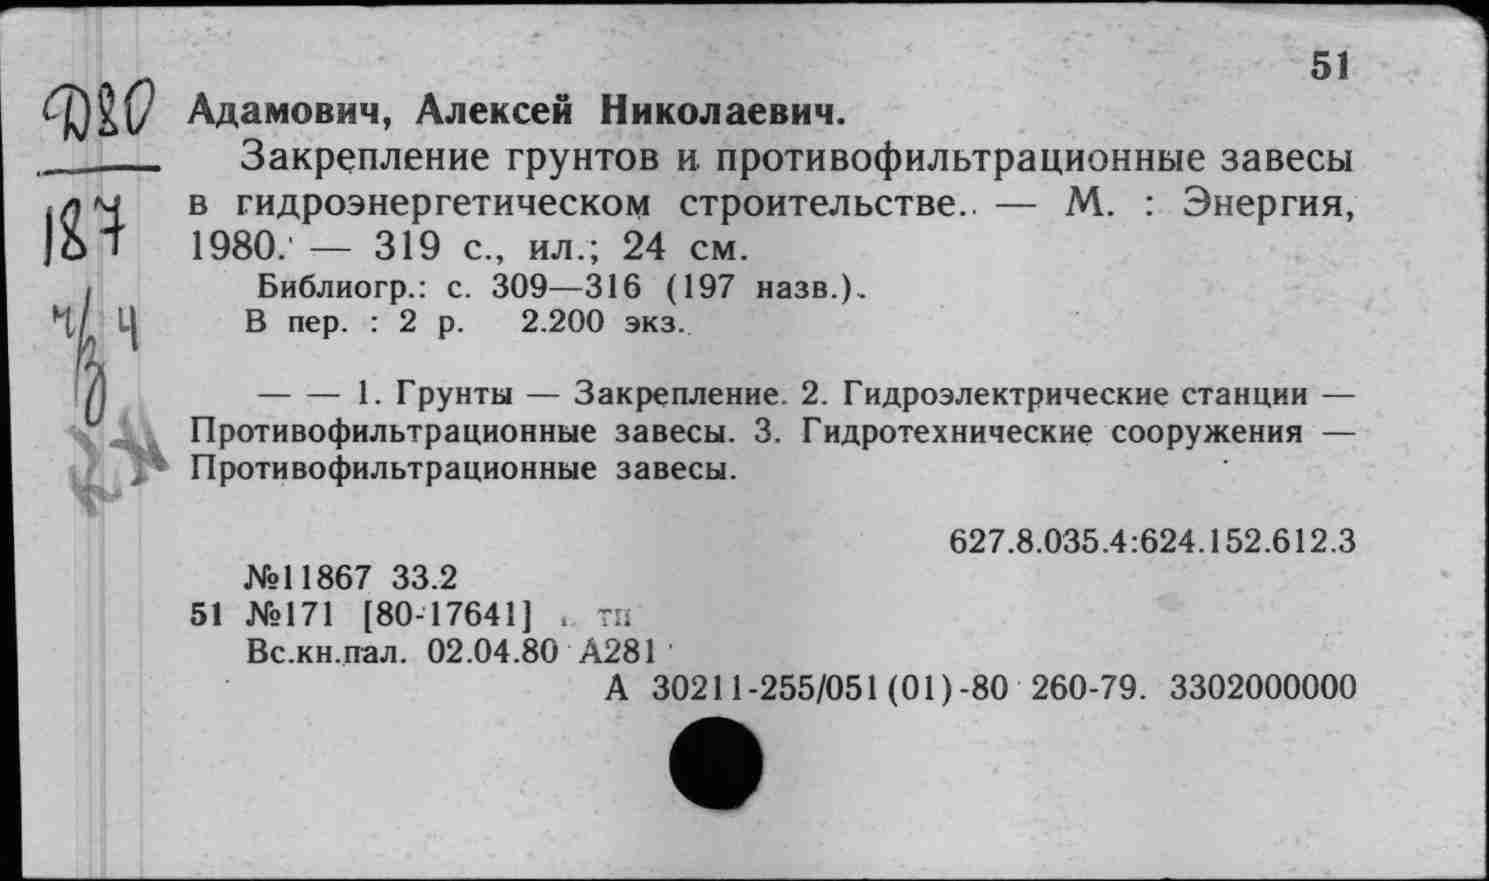 51
Д80
187
Адамович, Алексей Николаевич.
Закрепление грунтов и противофильтрационные завесы
в гидроэнергетическом строительстве. — М. : Энергия,
1980. — 319 с., ил.; 24 см.
Библиогр.: с. 309—316 (197 назв.).
В пер. : 2 р. 2.200 экз.
— — 1. Грунты — Закрепление. 2. Гидроэлектрические станции —
Противофильтрационные завесы. 3. Гидротехнические сооружения —
Противофильтрационные завесы.
627.8.035.4:624.152.612.3
№11867 33.2
51 №171 [80-17641] тп
Вс.кн.пал. 02.04.80 А281
А 30211-255/051(01)-80 260-79. 3302000000